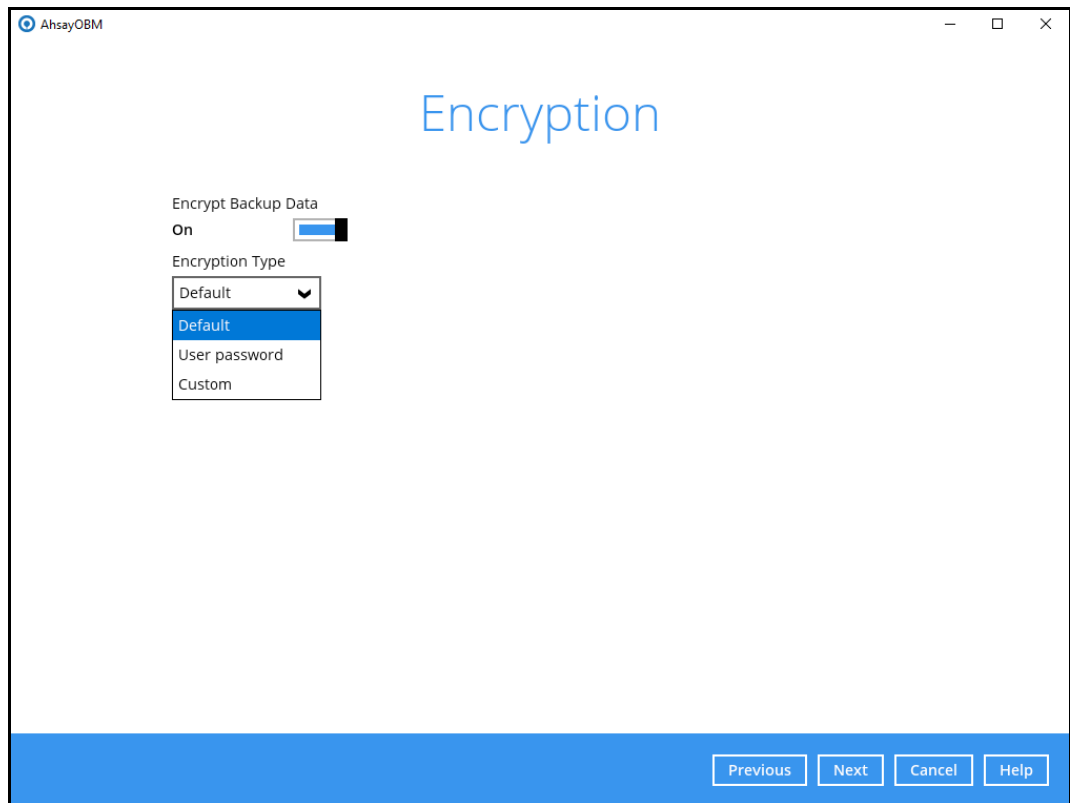 AhsayOBM
Encryption
Encrypt Backup Data
On
Encryption Type
Default
Default
User password
Custom
Previous Next Cancel Help